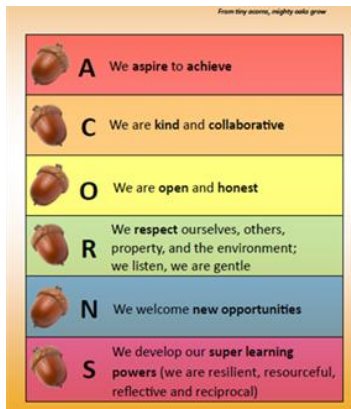 From tiny acorns, mighty oaks grow
A We aspire to achieve
C We are kind and collaborative
O We are open and honest
We respect ourselves, others,
R property, and the environment;
we listen, we are gentle
N We welcome new opportunities
We develop our super learning
S powers (we are resilient, resourceful,
reflective and reciprocal)